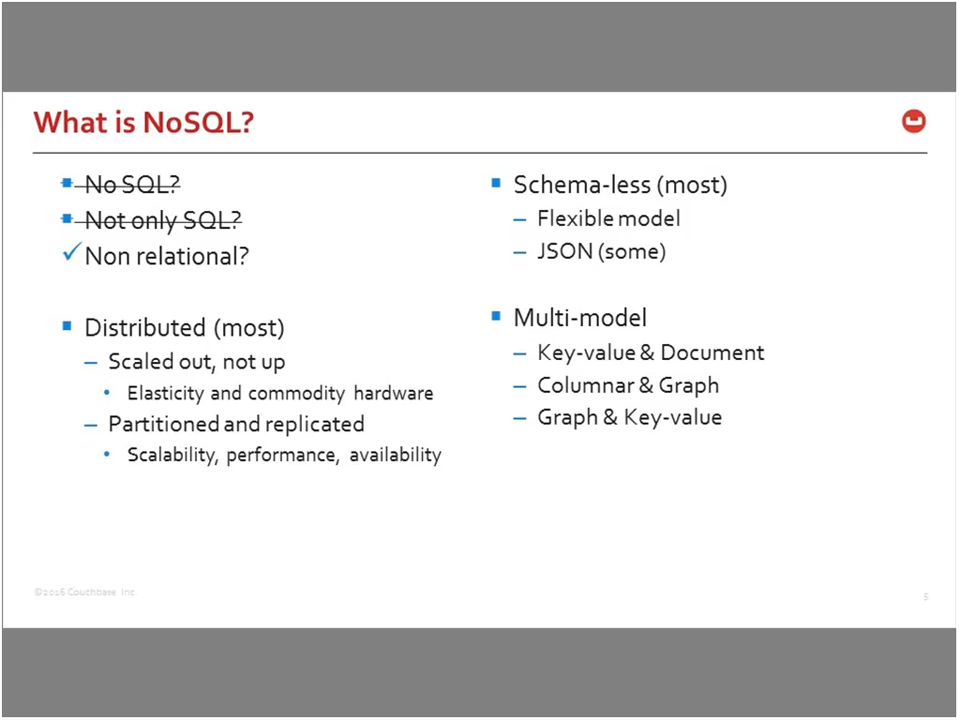 What is NoSQL?
No SQL?
Not only SQL?
Non relational?
Distributed (most)
– Scaled out, not up
• Elasticity and commodity hardware
– Partitioned and replicated
• Scalability, performance, availability
Schema-less (most)
– Flexible model
– JSON (some)
Multi-model
– Key-value & Document
– Columnar & Graph
– Graph & Key-value
©2016 Couchbase Inc
5